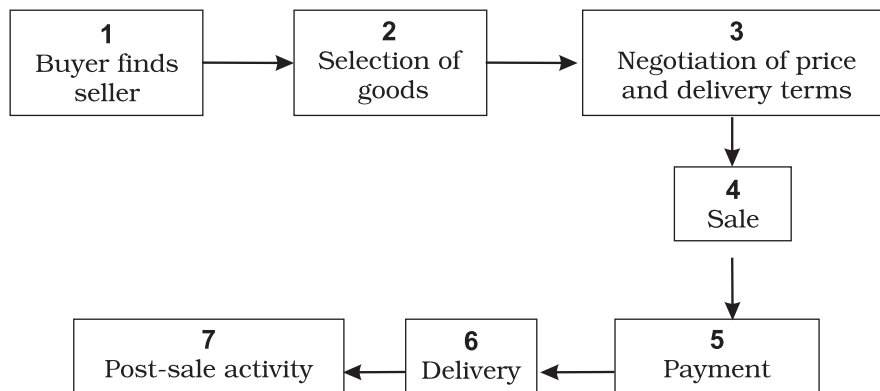 1
Buyer finds
seller
2
Selection of
goods
3
Negotiation of price
and delivery terms
4
Sale
5
Payment
6
Delivery
7
Post-sale activity